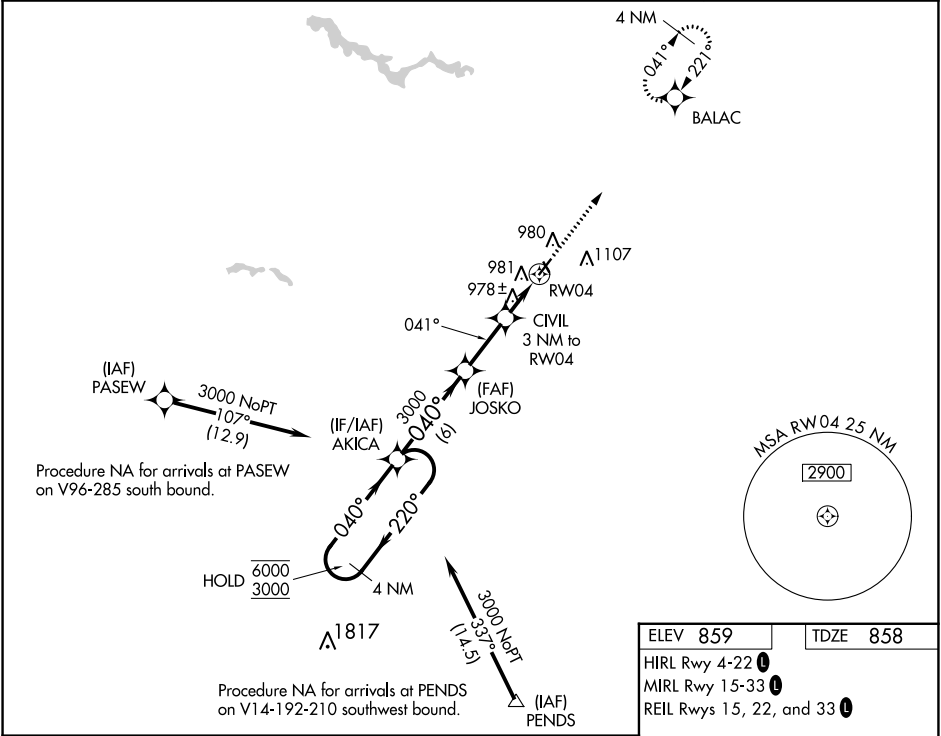 4 NM
041°
221°
BALAC
980
1107
981
978±
RW04
CIVIL
3 NM to
RW04
041°
(FAF)
JOSKO
(IAF)
PASEW
3000 NoPT
107°
(12.9)
(IF/IAF)
AKICA
3000
040°
(6)
Procedure NA for arrivals at PASEW
on V96-285 south bound.
040°
220°
HOLD
6000
3000
4 NM
1817
3000 NoPT
337°
(14.5)
Procedure NA for arrivals at PENDS
on V14-192-210 southwest bound.
(IAF)
PENDS
MSA RW04 25 NM
2900
ELEV 859
TDZE 858
HIRL Rwy 4-22 L
MIRL Rwy 15-33 L
REIL Rwys 15, 22, and 33 L